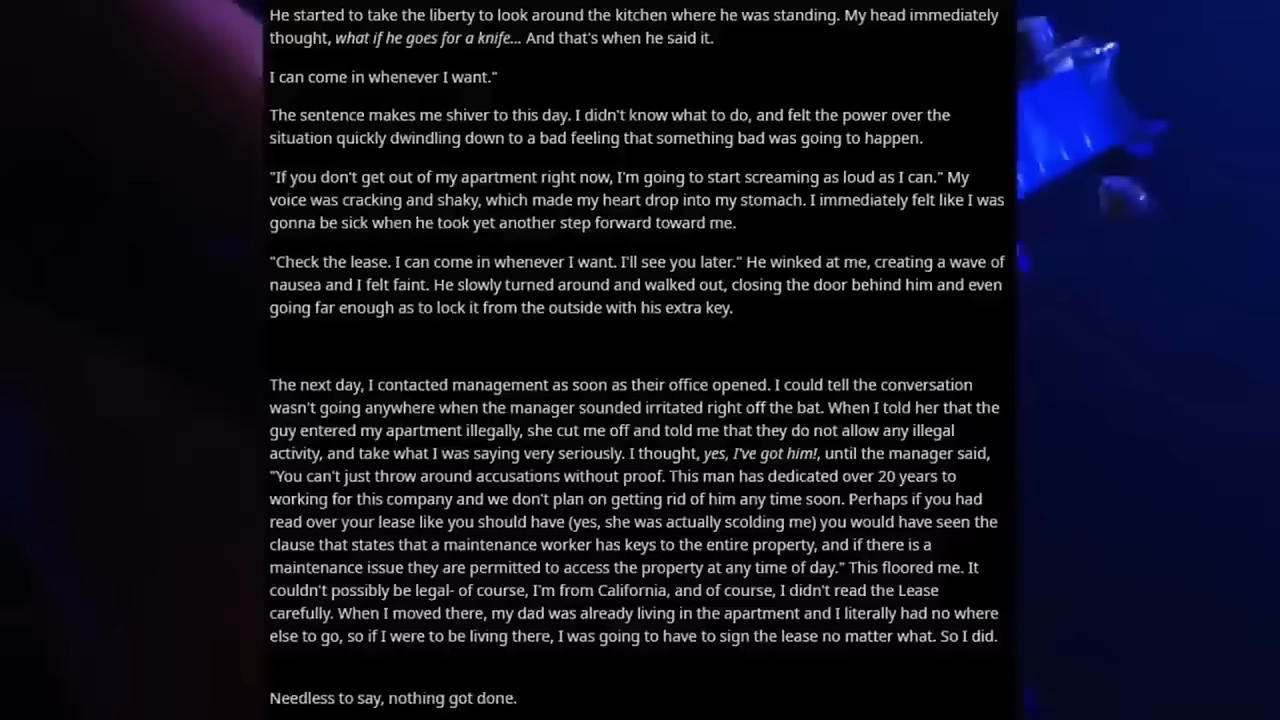 He started to take the liberty to look around the kitchen where he was standing. My head immediately
thought, what if he goes for a knife... And that's when he said it.
I can come in whenever I want."
The sentence makes me shiver to this day. I didn't know what to do, and felt the power over the
situation quickly dwindling down to a bad feeling that something bad was going to happen.
"If you don't get out of my apartment right now, I'm going to start screaming as loud as I can." My
voice was cracking and shaky, which made my heart drop into my stomach. I immediately felt like I was
gonna be sick when he took yet another step forward toward me.
"Check the lease. I can come in whenever I want. I'll see you later." He winked at me, creating a wave of
nausea and I felt faint. He slowly turned around and walked out, closing the door behind him and even
going far enough as to lock it from the outside with his extra key.
The next day, I contacted management as soon as their office opened. I could tell the conversation
wasn't going anywhere when the manager sounded irritated right off the bat. When I told her that the
guy entered my apartment illegally, she cut me off and told me that they do not allow any illegal
activity, and take what I was saying very seriously. I thought, yes, I've got him!, until the manager said,
"You can't just throw around accusations without proof. This man has dedicated over 20 years to
working for this company and we don't plan on getting rid of him any time soon. Perhaps if you had
read over your lease like you should have (yes, she was actually scolding me) you would have seen the
clause that states that a maintenance worker has keys to the entire property, and if there is a
maintenance issue they are permitted to access the property at any time of day." This floored me. It
couldn't possibly be legal- of course, I'm from California, and of course, I didn't read the Lease
carefully. When I moved there, my dad was already living in the apartment and I literally had no where
else to go, so if I were to be living there, I was going to have to sign the lease no matter what. So I did.
Needless to say, nothing got done.